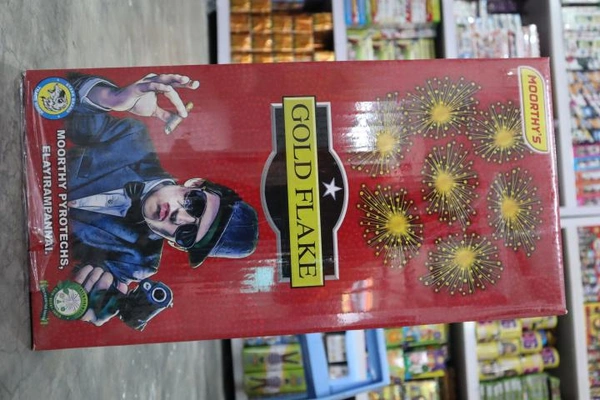 MOORTHY'S
GOLD FLAKE
MOORTHY PYROTECHS,
ELAYIRAMPANNAI.